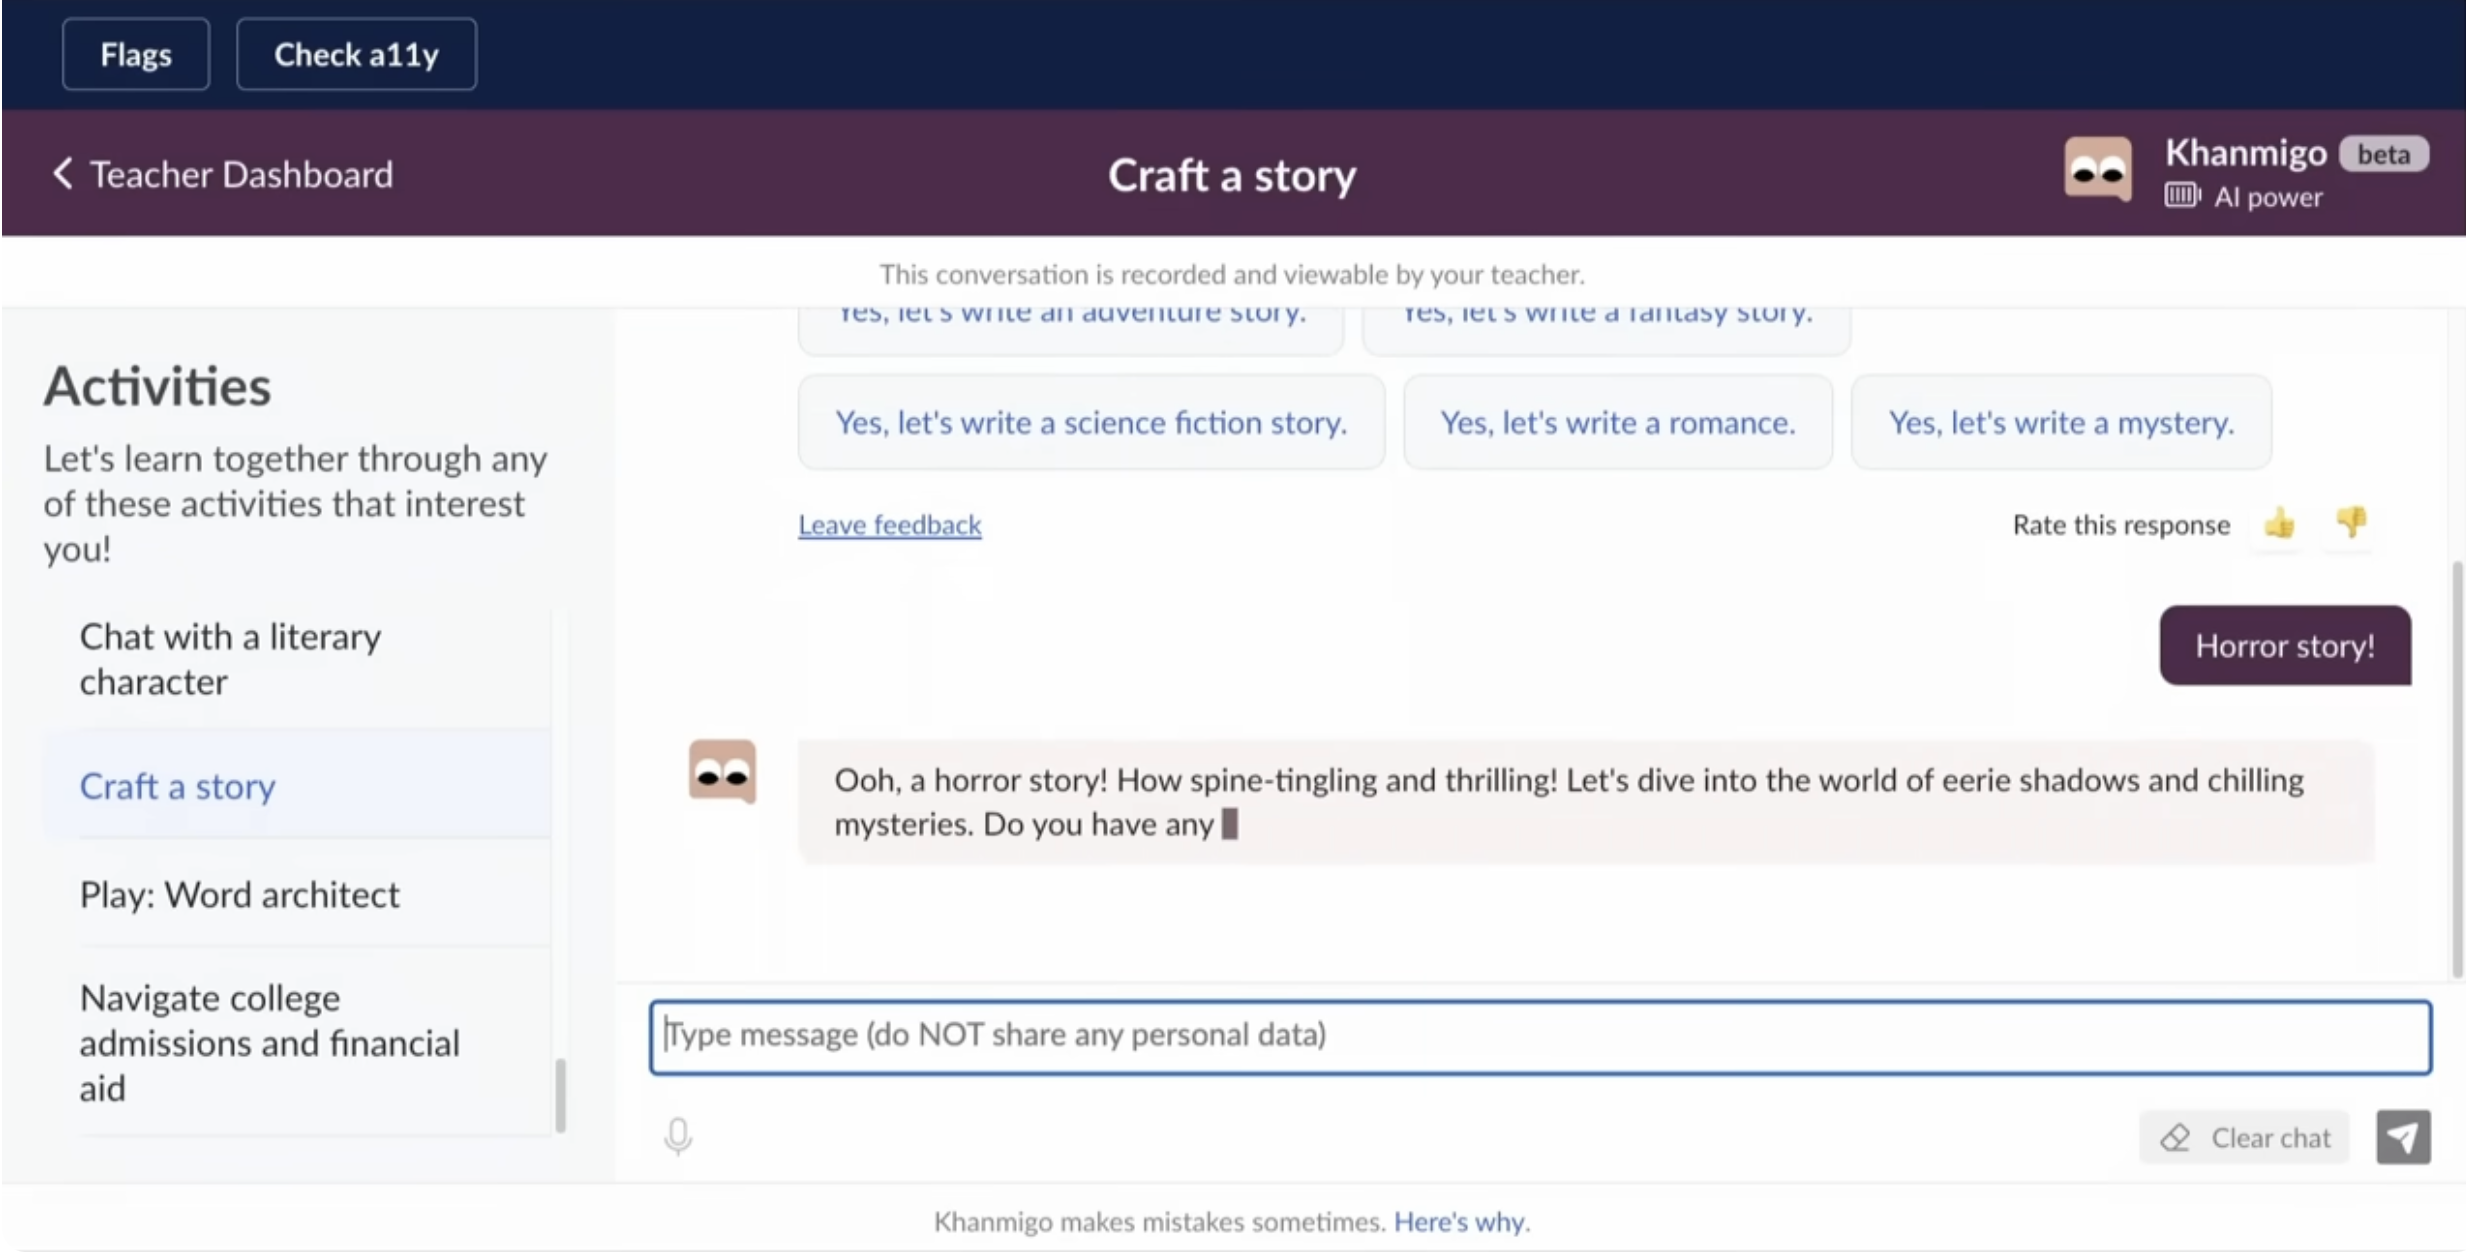 Flags
Check a11y
Teacher Dashboard
Craft a story
Khanmigo beta
AI power
This conversation is recorded and viewable by your teacher.
Activities
Let's learn together through any
of these activities that interest
you!
Chat with a literary
character
Craft a story
Play: Word architect
Navigate college
admissions and financial
aid
Yes, let's write an adventure story.
Yes, let's write a fantasy story.
Yes, let's write a science fiction story.
Yes, let's write a romance.
Yes, let's write a mystery.
Leave feedback
Rate this response
Horror story!
Ooh, a horror story! How spine-tingling and thrilling! Let's dive into the world of eerie shadows and chilling
mysteries. Do you have any
Type message (do NOT share any personal data)
Clear chat
Khanmigo makes mistakes sometimes. Here's why.